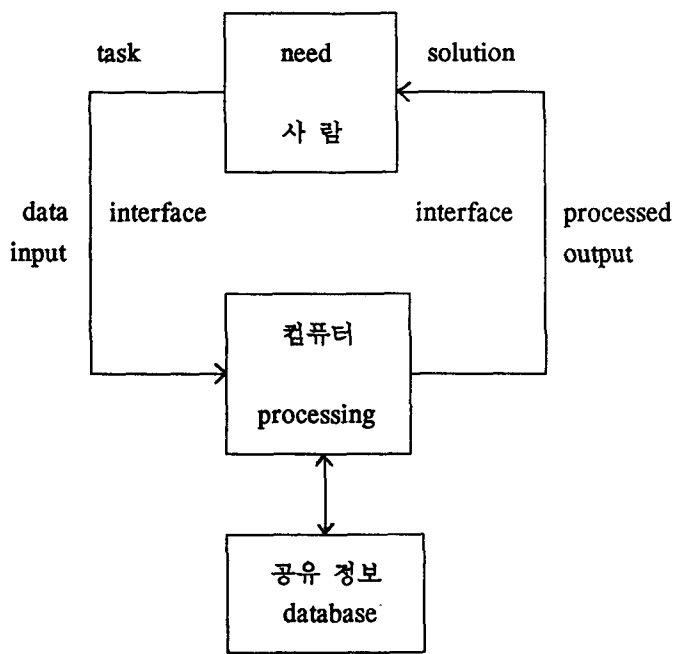 task
need
solution
사 람
data
input
interface
interface
processed
output
컴퓨터
processing
공유 정보
database